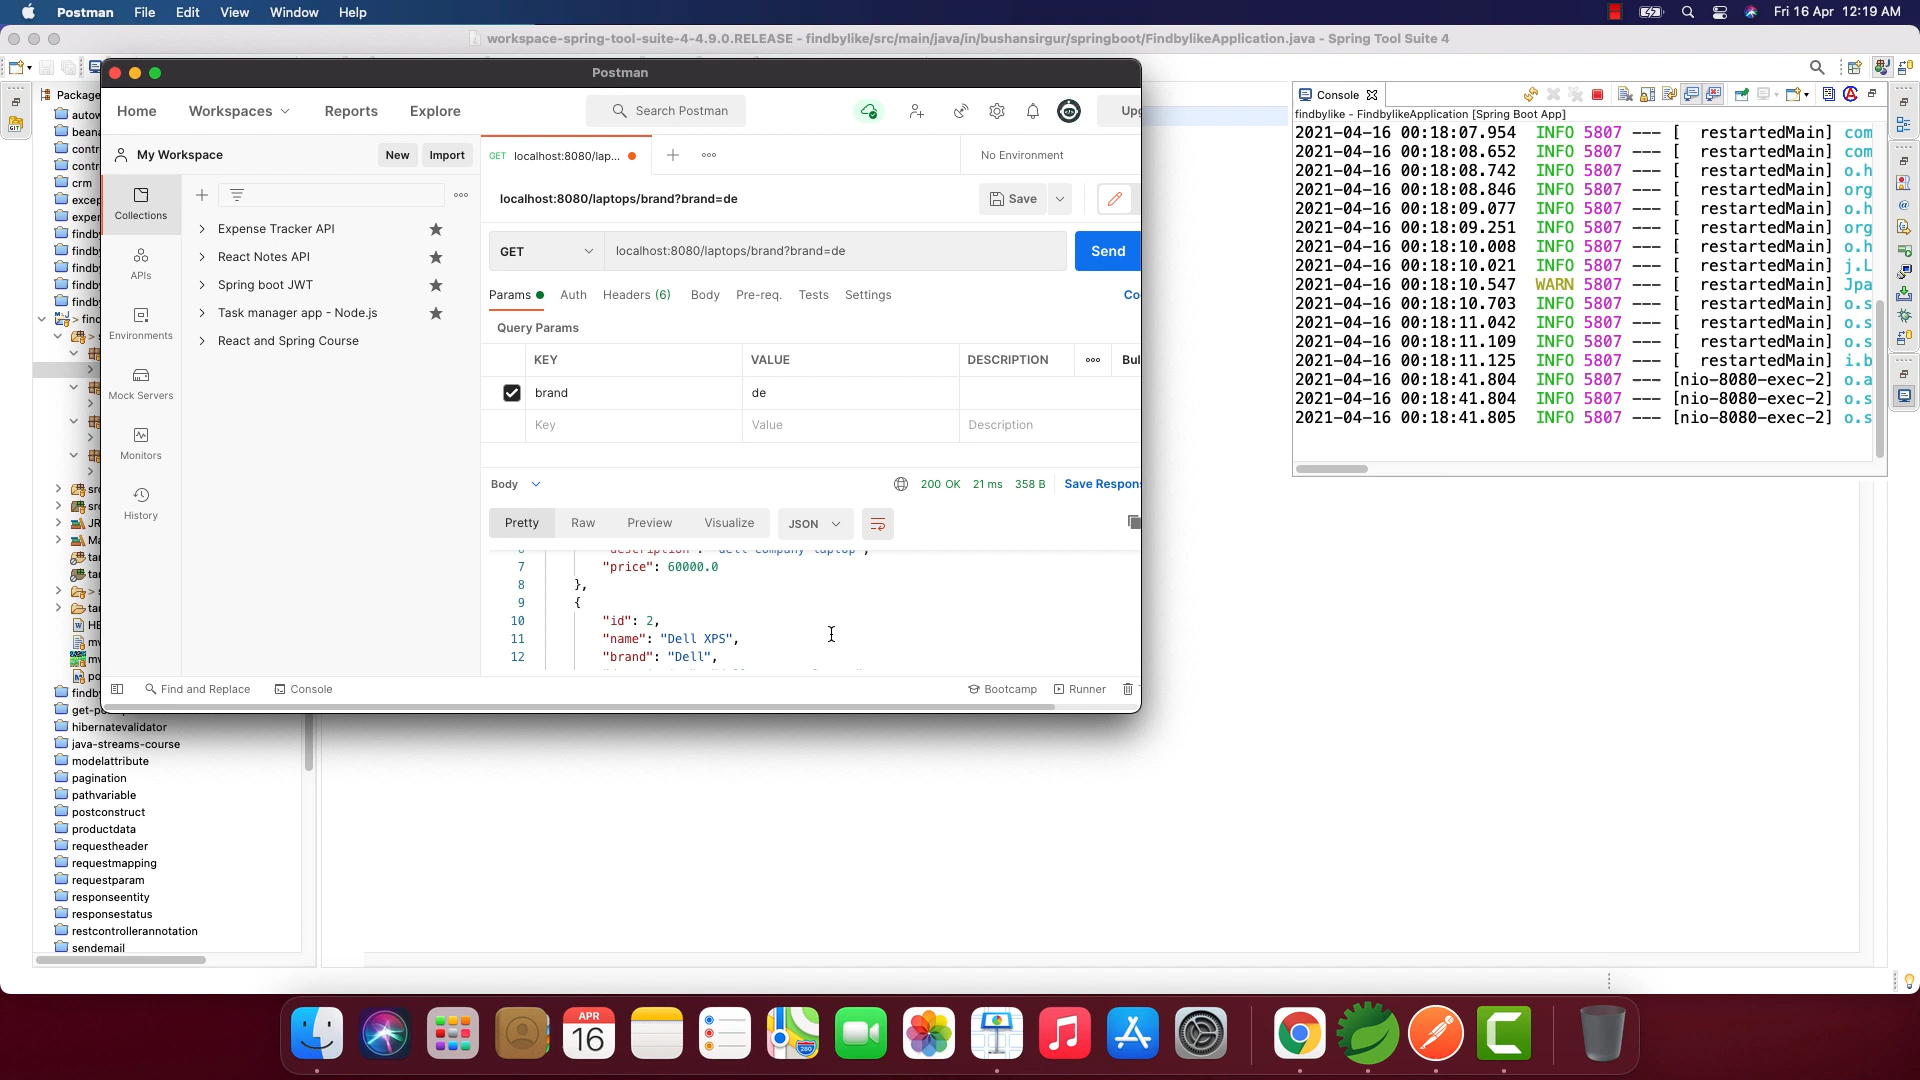 Postman File Edit View Window Help
Fri 16 Apr 12:19 AM
workspace-spring-tool-suite-4-4.9.0.RELEASE - findbylike/src/main/java/in/bushansirgur/springboot/FindbylikeApplication.java - Spring Tool Suite 4
Postman
Home Workspaces Reports Explore
Search Postman
My Workspace
New Import
GET localhost:8080/lap...
No Environment
localhost:8080/laptops/brand?brand=de
Save
GET localhost:8080/laptops/brand?brand=de
Send
Params Auth Headers (6) Body Pre-req. Tests Settings
Query Params
KEY VALUE DESCRIPTION
brand de
Key Value Description
Body 200 OK 21 ms 358 B
Pretty Raw Preview Visualize JSON
7 "price": 60000.0
8 },
9 {
10 "id": 2,
11 "name": "Dell XPS",
12 "brand": "Dell",
Find and Replace Console
Bootcamp Runner
Collections
APIs
Environments
Mock Servers
Monitors
History
Expense Tracker API
React Notes API
Spring boot JWT
Task manager app - Node.js
React and Spring Course
hibernatevalidator
java-streams-course
modelattribute
pagination
pathvariable
postconstruct
productdata
requestheader
requestmapping
requestparam
responseentity
responsestatus
restcontrollerannotation
sendemail
Console
findbylike - FindbylikeApplication [Spring Boot App]
2021-04-16 00:18:07.954 INFO 5807 --- [ restartedMain] com
2021-04-16 00:18:08.652 INFO 5807 --- [ restartedMain] com
2021-04-16 00:18:08.742 INFO 5807 --- [ restartedMain] o.h
2021-04-16 00:18:08.846 INFO 5807 --- [ restartedMain] org
2021-04-16 00:18:09.077 INFO 5807 --- [ restartedMain] o.h
2021-04-16 00:18:09.251 INFO 5807 --- [ restartedMain] org
2021-04-16 00:18:10.008 INFO 5807 --- [ restartedMain] o.h
2021-04-16 00:18:10.021 INFO 5807 --- [ restartedMain] j.L
2021-04-16 00:18:10.547 WARN 5807 --- [ restartedMain] Jpa
2021-04-16 00:18:10.703 INFO 5807 --- [ restartedMain] o.s
2021-04-16 00:18:11.042 INFO 5807 --- [ restartedMain] o.s
2021-04-16 00:18:11.109 INFO 5807 --- [ restartedMain] o.s
2021-04-16 00:18:11.125 INFO 5807 --- [ restartedMain] i.b
2021-04-16 00:18:41.804 INFO 5807 --- [nio-8080-exec-2] o.a
2021-04-16 00:18:41.804 INFO 5807 --- [nio-8080-exec-2] o.s
2021-04-16 00:18:41.805 INFO 5807 --- [nio-8080-exec-2] o.s
APR
16